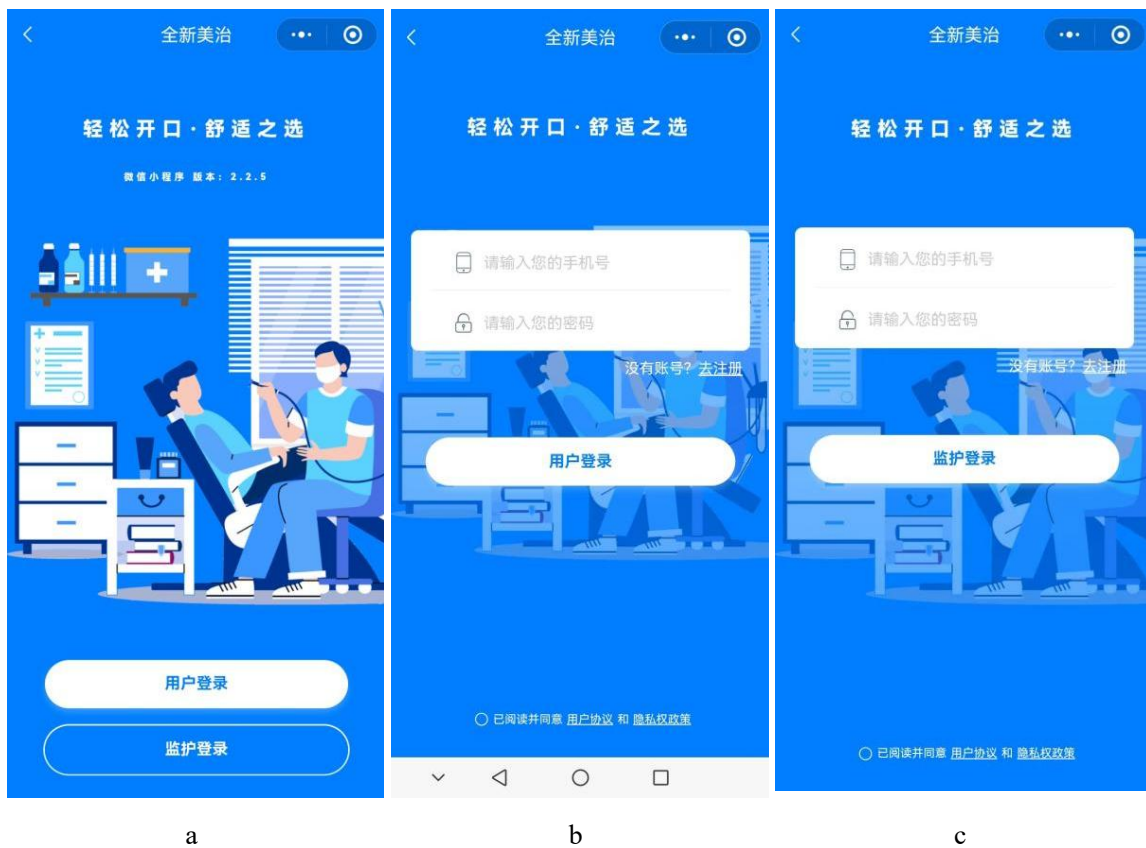 全新美治
轻松开口·舒适之选
微信小程序 版本：2.2.5
用户登录
监护登录
a
全新美治
轻松开口·舒适之选
请输入您的手机号
请输入您的密码
没有账号？去注册
用户登录
已阅读并同意 用户协议 和 隐私权政策
b
全新美治
轻松开口·舒适之选
请输入您的手机号
请输入您的密码
没有账号？去注册
监护登录
已阅读并同意 用户协议 和 隐私权政策
c